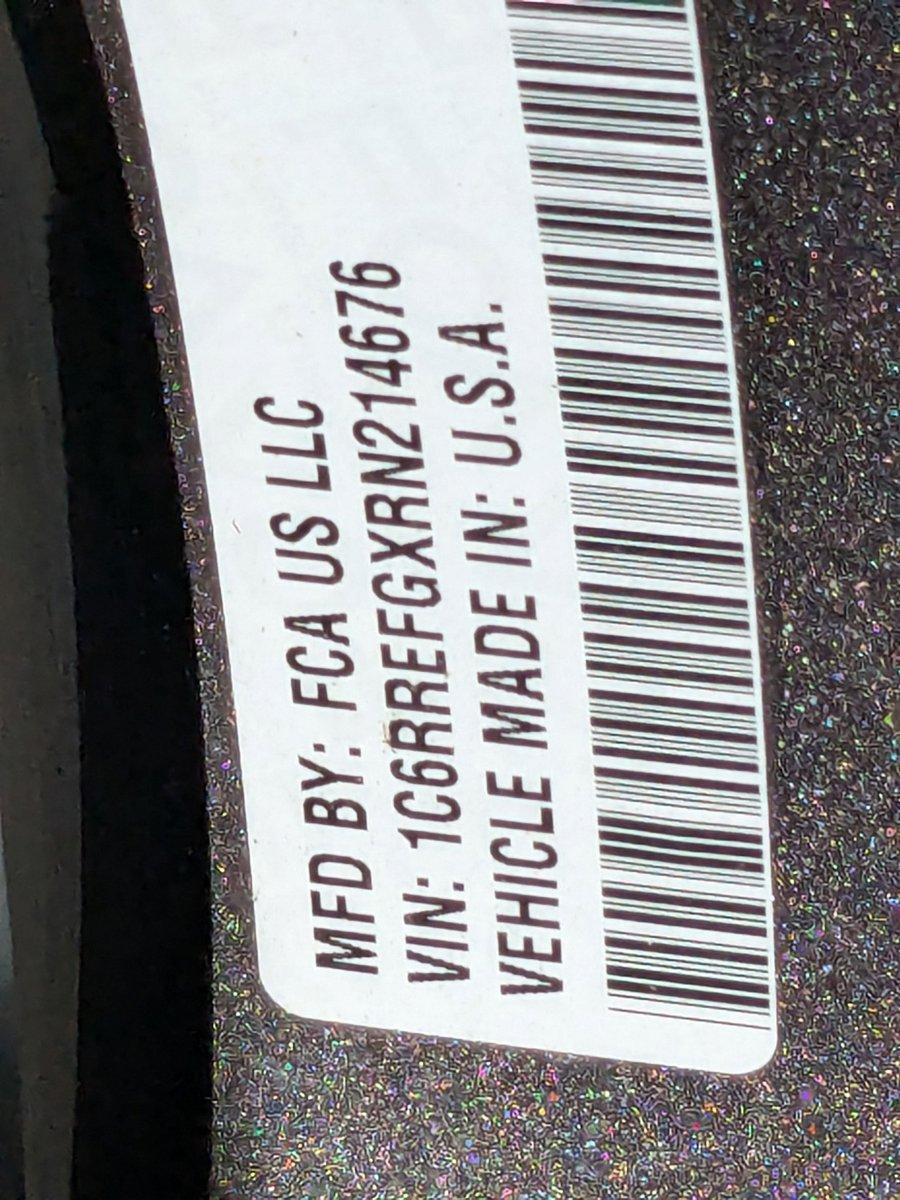 MFD BY: FCA US LLC
VIN: 1C6RREFGXRN214676
VEHICLE MADE IN: U.S.A.